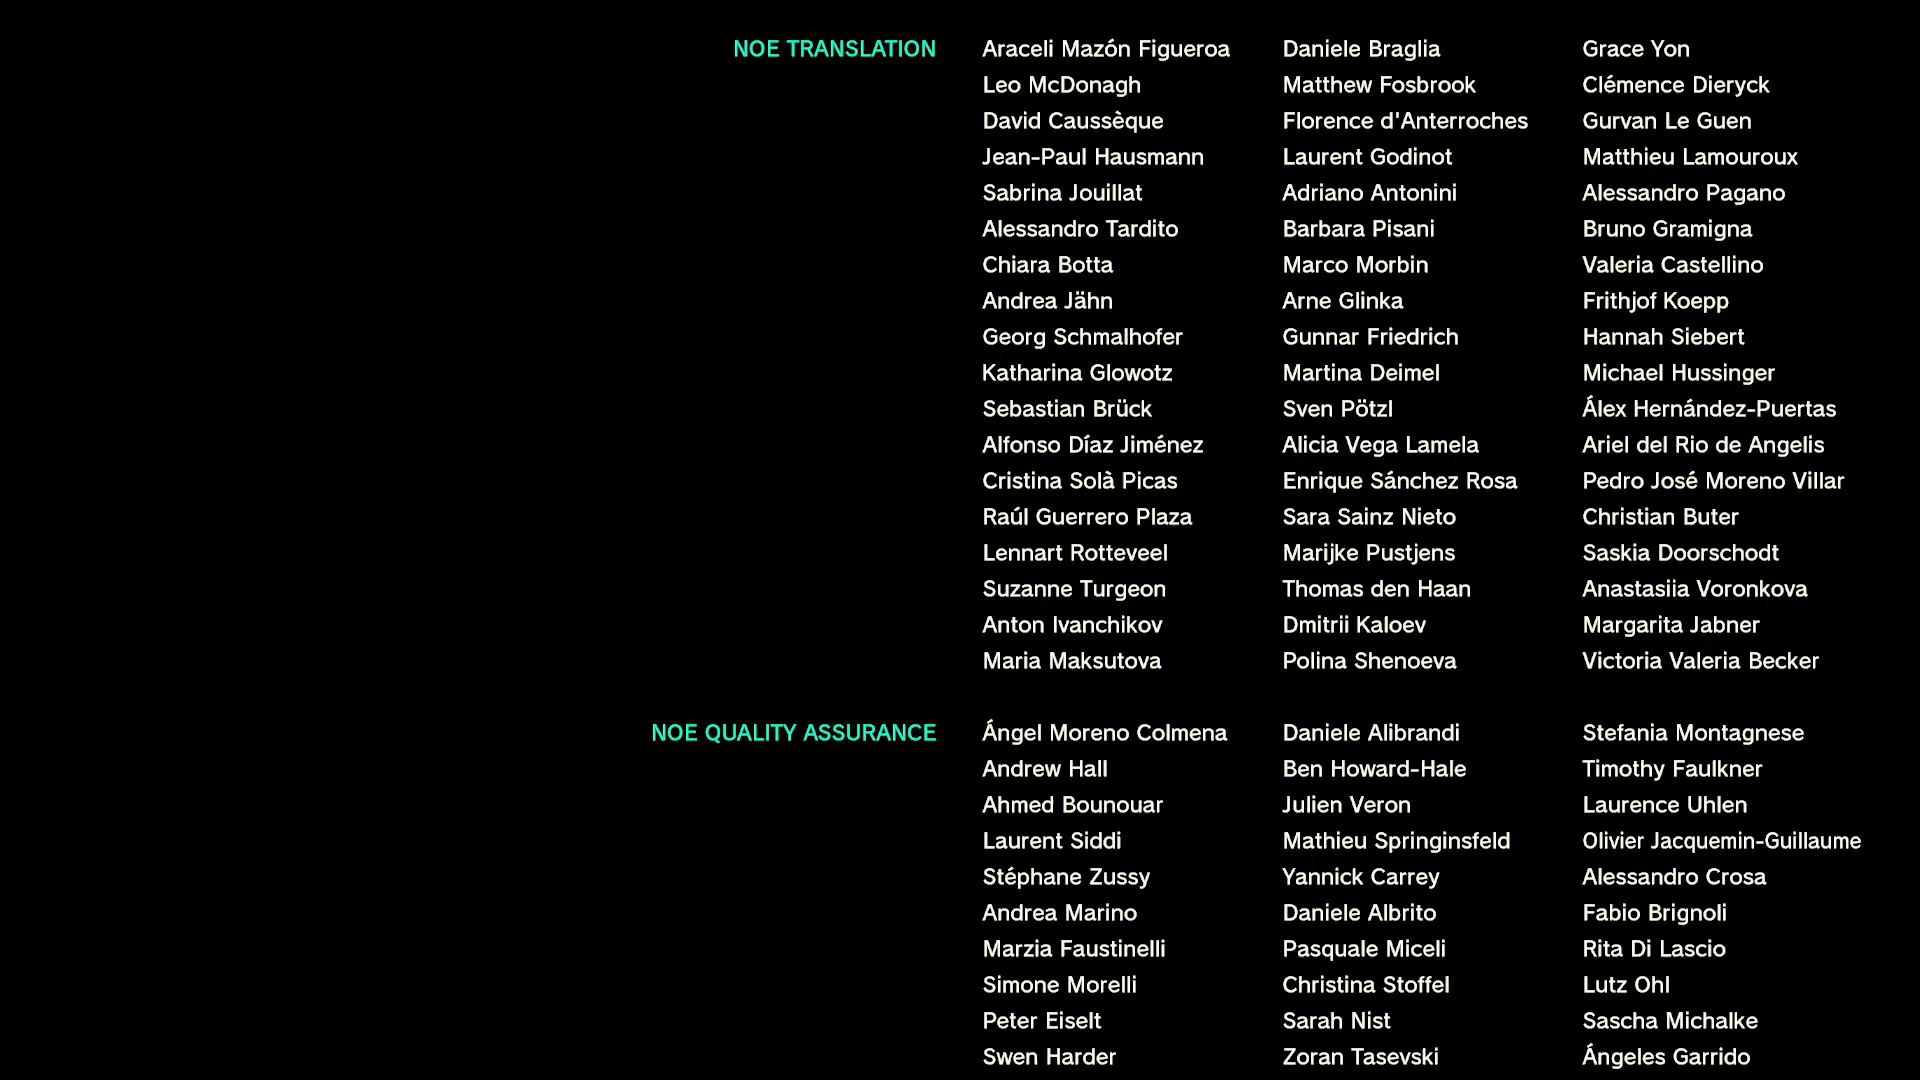 NOE TRANSLATION Araceli Mazón Figueroa Daniele Braglia Grace Yon
Leo McDonagh Matthew Fosbrook Clémence Dieryck
David Caussèque Florence d'Anterroches Gurvan Le Guen
Jean-Paul Hausmann Laurent Godinot Matthieu Lamouroux
Sabrina Jouillat Adriano Antonini Alessandro Pagano
Alessandro Tardito Barbara Pisani Bruno Gramigna
Chiara Botta Marco Morbin Valeria Castellino
Andrea Jähn Arne Glinka Frithjof Koepp
Georg Schmalhofer Gunnar Friedrich Hannah Siebert
Katharina Glowotz Martina Deimel Michael Hussinger
Sebastian Brück Sven Pötzl Álex Hernández-Puertas
Alfonso Díaz Jiménez Alicia Vega Lamela Ariel del Rio de Angelis
Cristina Solà Picas Enrique Sánchez Rosa Pedro José Moreno Villar
Raúl Guerrero Plaza Sara Sainz Nieto Christian Buter
Lennart Rotteveel Marijke Pustjens Saskia Doorschodt
Suzanne Turgeon Thomas den Haan Anastasiia Voronkova
Anton Ivanchikov Dmitrii Kaloev Margarita Jabner
Maria Maksutova Polina Shenoeva Victoria Valeria Becker
NOE QUALITY ASSURANCE Ángel Moreno Colmena Daniele Alibrandi Stefania Montagnese
Andrew Hall Ben Howard-Hale Timothy Faulkner
Ahmed Bounouar Julien Veron Laurence Uhlen
Laurent Siddi Mathieu Springinsfeld Olivier Jacquemin-Guillaume
Stéphane Zussy Yannick Carrey Alessandro Crosa
Andrea Marino Daniele Albrito Fabio Brignoli
Marzia Faustinelli Pasquale Miceli Rita Di Lascio
Simone Morelli Christina Stoffel Lutz Ohl
Peter Eiselt Sarah Nist Sascha Michalke
Swen Harder Zoran Tasevski Ángeles Garrido